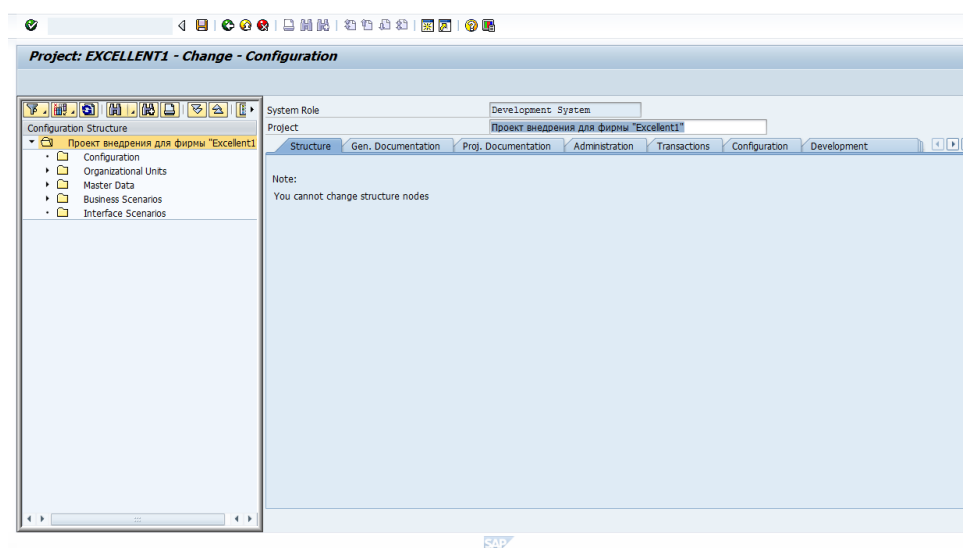 Project: EXCELLENT1 - Change - Configuration
System Role
Development System
Project
Проект внедрения для фирмы "Excellent1"
Configuration Structure
Проект внедрения для фирмы "Excellent1
Configuration
Organizational Units
Master Data
Business Scenarios
Interface Scenarios
Structure Gen. Documentation Proj. Documentation Administration Transactions Configuration Development
Note:
You cannot change structure nodes
SAP